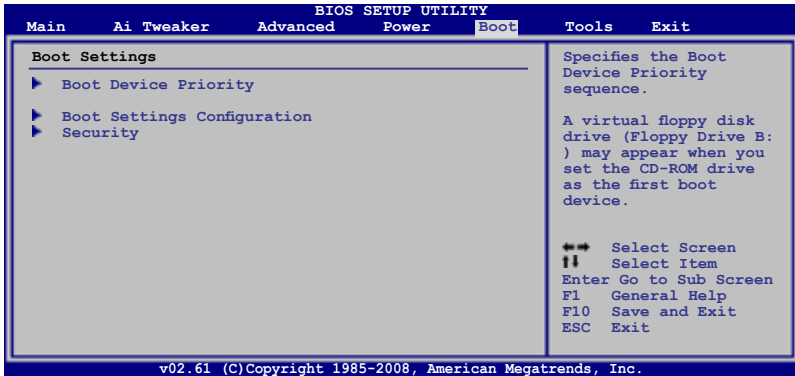 BIOS SETUP UTILITY
Main Ai Tweaker Advanced Power Boot Tools Exit
Boot Settings
Boot Device Priority
Boot Settings Configuration
Security
Specifies the Boot
Device Priority
sequence.
A virtual floppy disk
drive (Floppy Drive B:
) may appear when you
set the CD-ROM drive
as the first boot
device.
Select Screen
Select Item
Enter Go to Sub Screen
F1 General Help
F10 Save and Exit
ESC Exit
v02.61 (C)Copyright 1985-2008, American Megatrends, Inc.